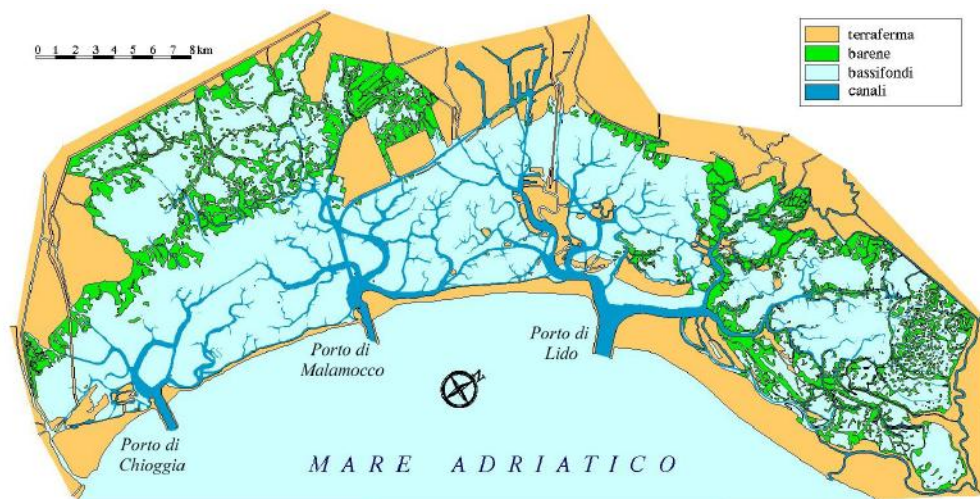 0 1 2 3 4 5 6 7 8 km
terraferma
barene
bassifondi
canali
Porto di
Malamocco
Porto di
Lido
N
Porto di
Chioggia
MARE ADRIATICO